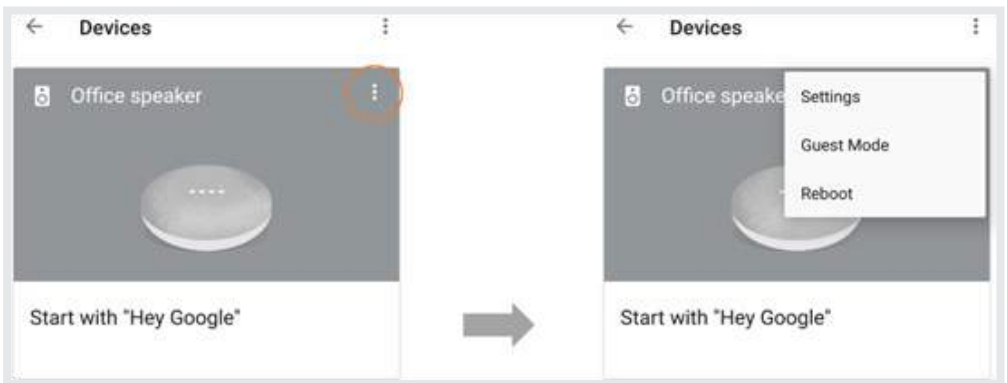 Devices
Office speaker
Start with "Hey Google"
Devices
Office speake
Settings
Guest Mode
Reboot
Start with "Hey Google"